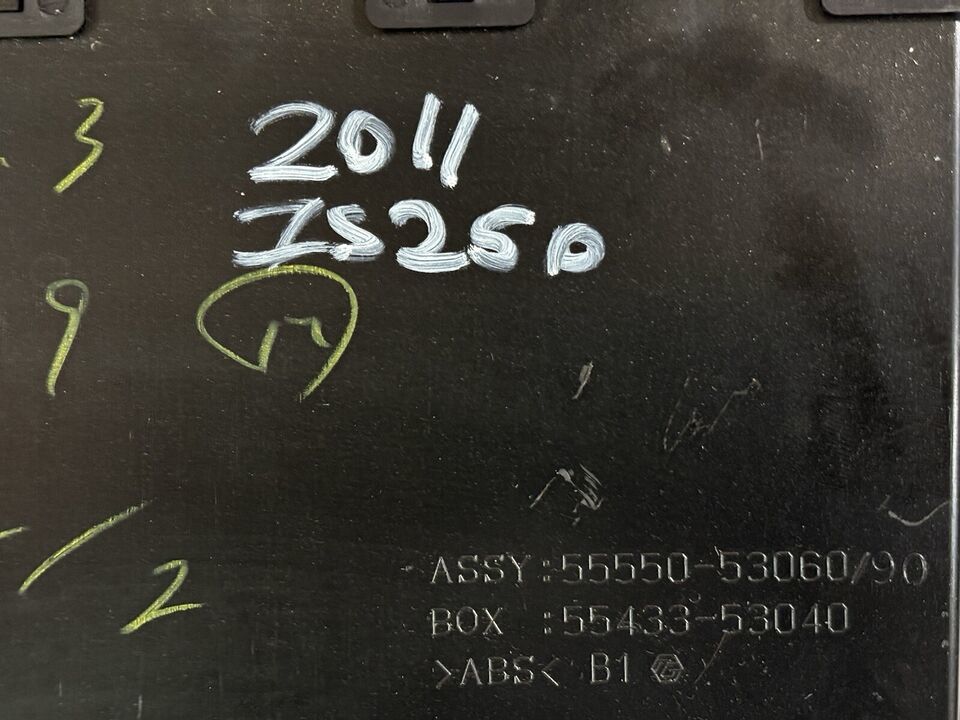 3
2011
IS250
9
2
ASSY:55550-53060/90
BOX :55433-53040
>ABS< B1